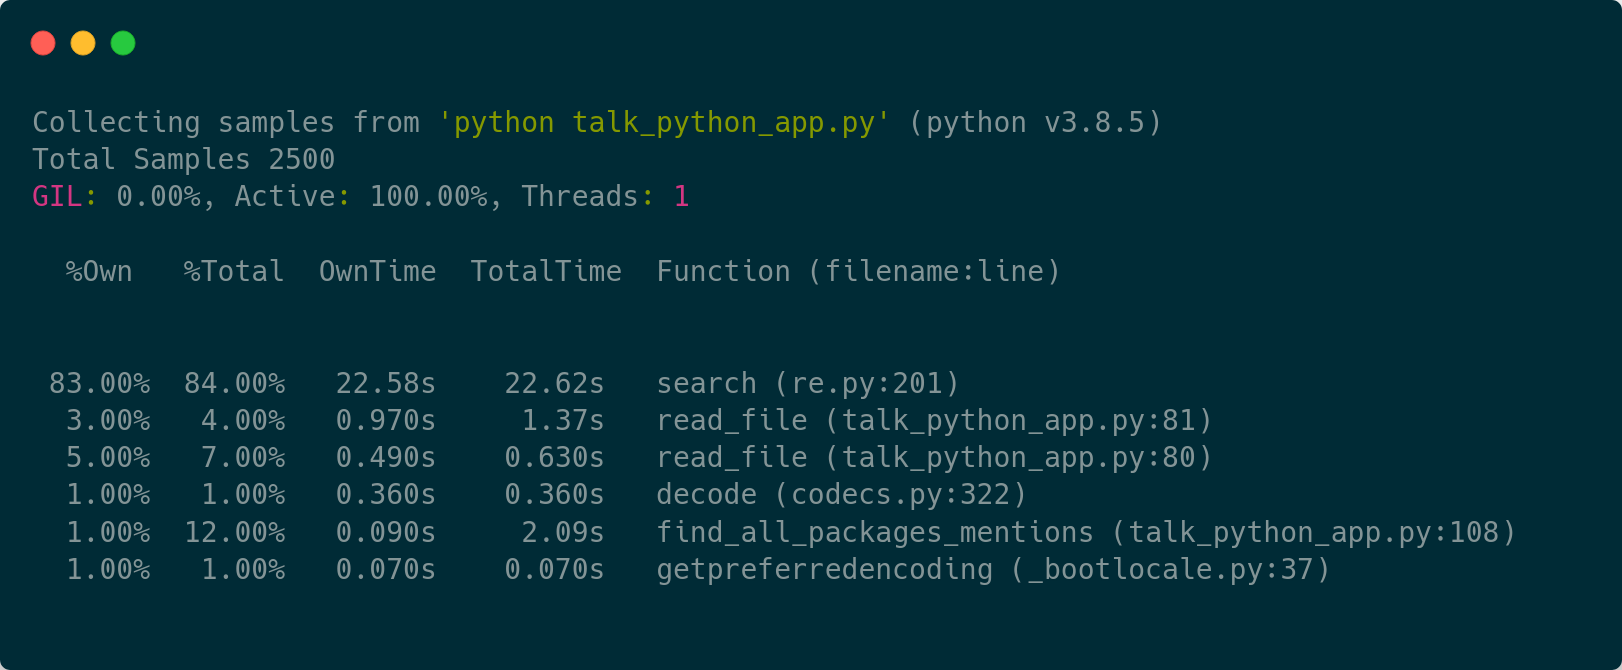 Collecting samples from 'python talk_python_app.py' (python v3.8.5)
Total Samples 2500
GIL: 0.00%, Active: 100.00%, Threads: 1
%Own %Total OwnTime TotalTime Function (filename:line)
83.00% 84.00% 22.58s 22.62s search (re.py:201)
3.00% 4.00% 0.970s 1.37s read_file (talk_python_app.py:81)
5.00% 7.00% 0.490s 0.630s read_file (talk_python_app.py:80)
1.00% 1.00% 0.360s 0.360s decode (codecs.py:322)
1.00% 12.00% 0.090s 2.09s find_all_packages_mentions (talk_python_app.py:108)
1.00% 1.00% 0.070s 0.070s getpreferredencoding (_bootlocale.py:37)